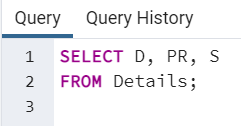 Query Query History
1 SELECT D, PR, S
2 FROM Details;
3